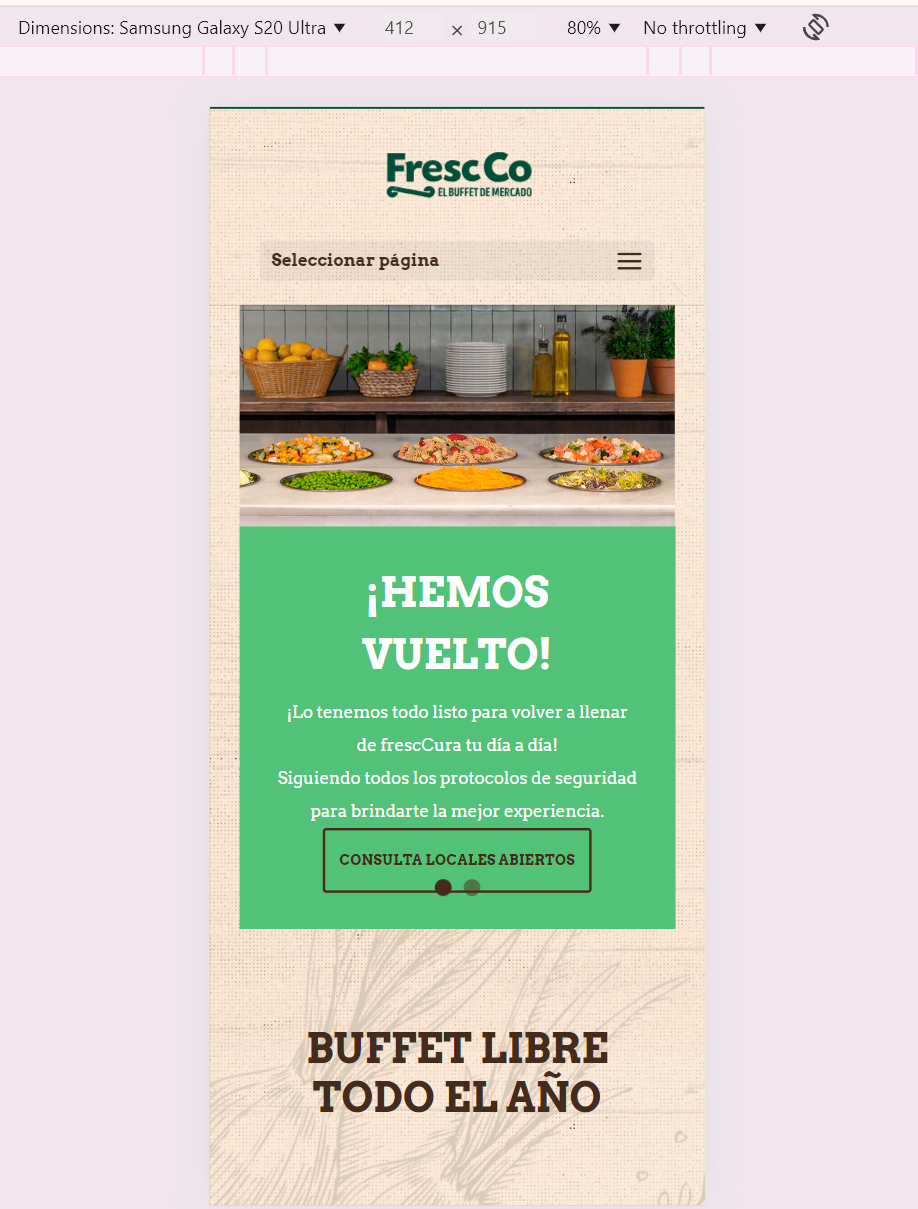 Dimensions: Samsung Galaxy S20 Ultra ▼ 412 × 915 80% ▼ No throttling ▼
FrescCo
EL BUFFET DE MERCADO
Seleccionar página
¡HEMOS
VUELTO!
¡Lo tenemos todo listo para volver a llenar
de frescCura tu día a día!
Siguiendo todos los protocolos de seguridad
para brindarte la mejor experiencia.
CONSULTA LOCALES ABIERTOS
BUFFET LIBRE
TODO EL AÑO